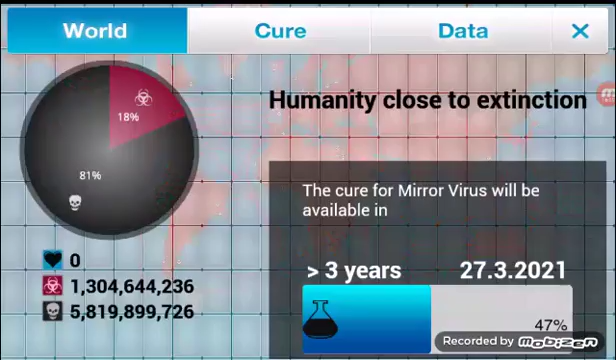 World
Cure
Data
18%
81%
Humanity close to extinction
The cure for Mirror Virus will be
available in
> 3 years
27.3.2021
0
1,304,644,236
5,819,899,726
47%
Recorded by mobizen